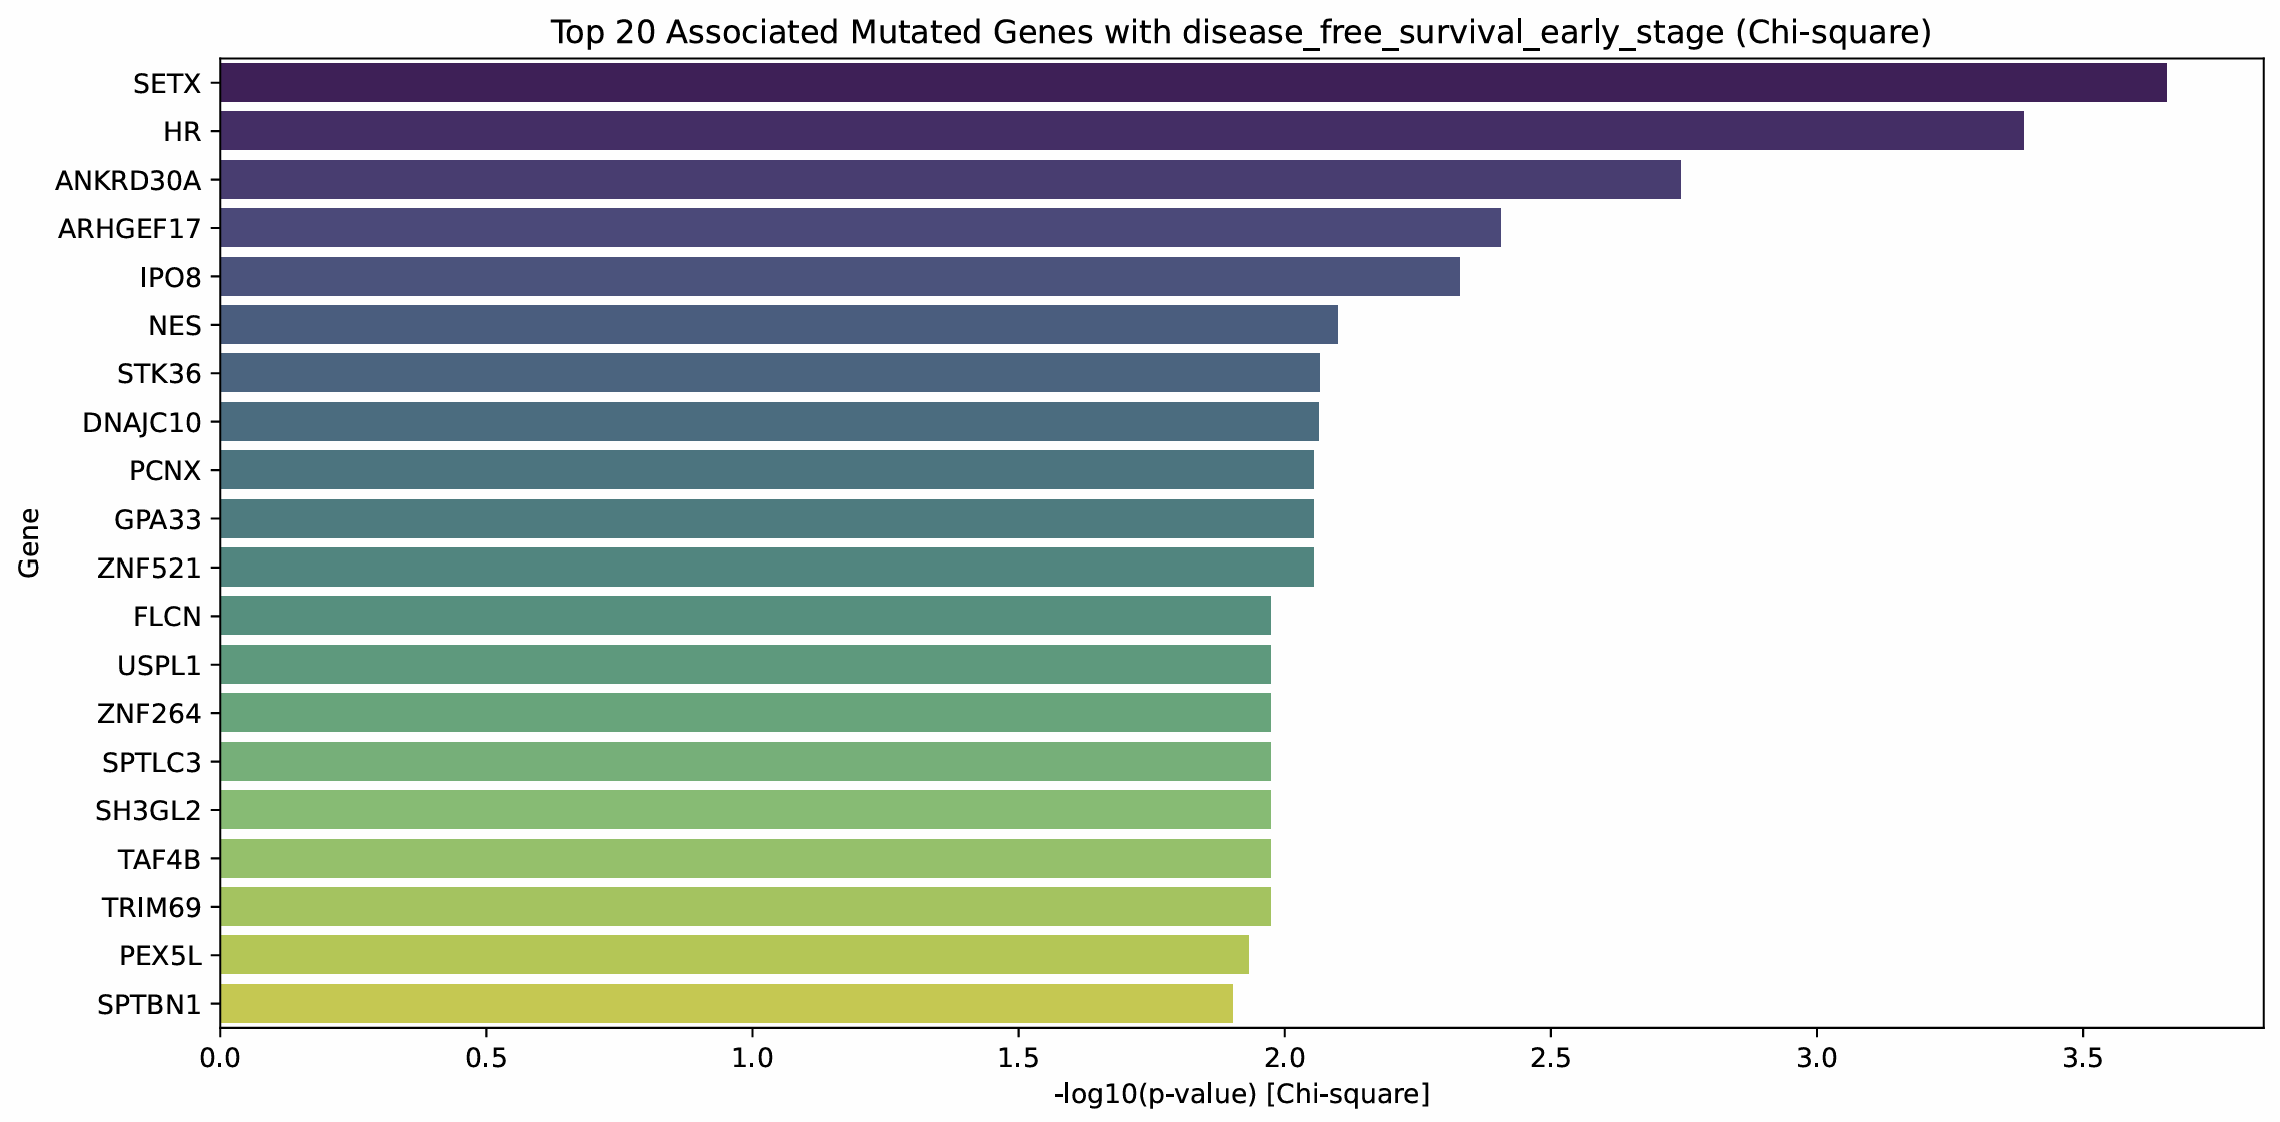 Top 20 Associated Mutated Genes with disease_free_survival_early_stage (Chi-square)
Gene
SETX
HR
ANKRD30A
ARHGEF17
IPO8
NES
STK36
DNAJC10
PCNX
GPA33
ZNF521
FLCN
USPL1
ZNF264
SPTLC3
SH3GL2
TAF4B
TRIM69
PEX5L
SPTBN1
0.0 0.5 1.0 1.5 2.0 2.5 3.0 3.5
-log10(p-value) [Chi-square]